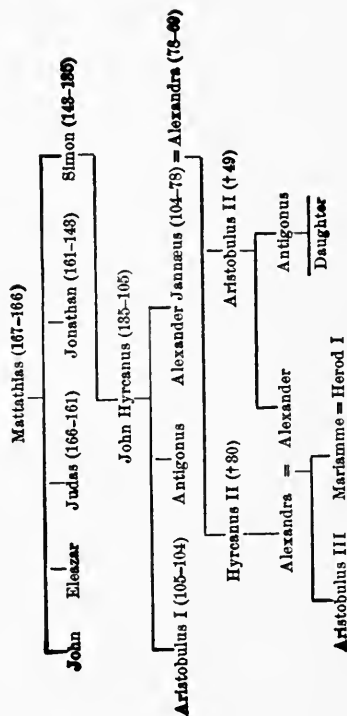 Mattathias (167–166)
John Eleazar Judas (166–161) Jonathan (161–143) Simon (143–135)
John Hyrcanus (135–105)
Aristobulus I (105–104) Antigonus Alexander Jannæus (104–78) = Alexandra (78–69)
Hyrcanus II (†30) Aristobulus II (†49)
Alexandra = Alexander Antigonus
Daughter
Aristobulus III Mariamme = Herod I